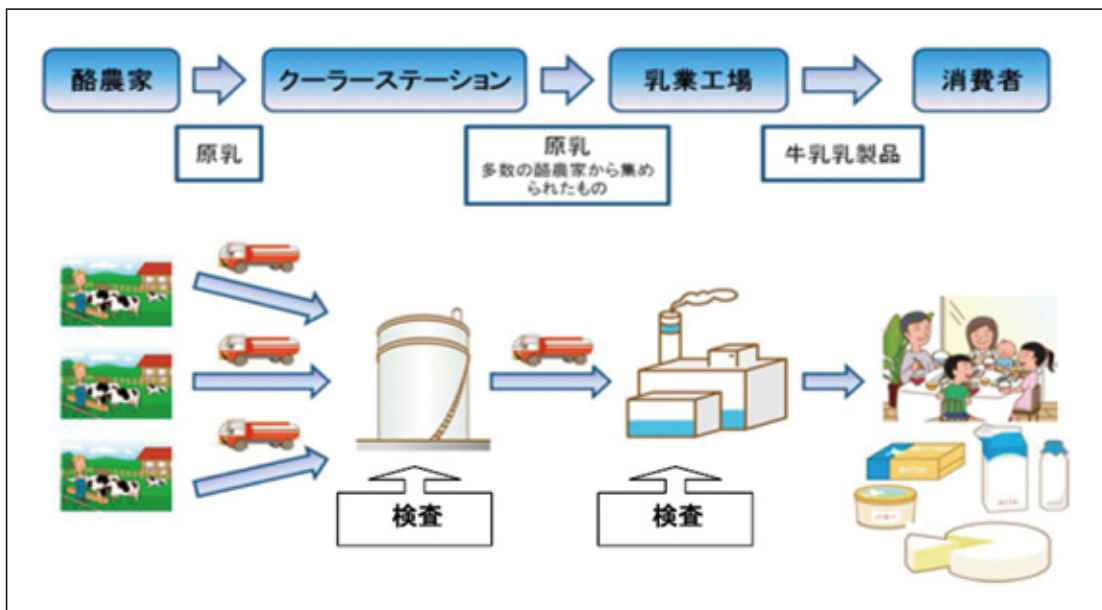 酪農家
クーラーステーション
乳業工場
消費者
原乳
原乳
多数の酪農家から集め
られたもの
牛乳乳製品
検査
検査